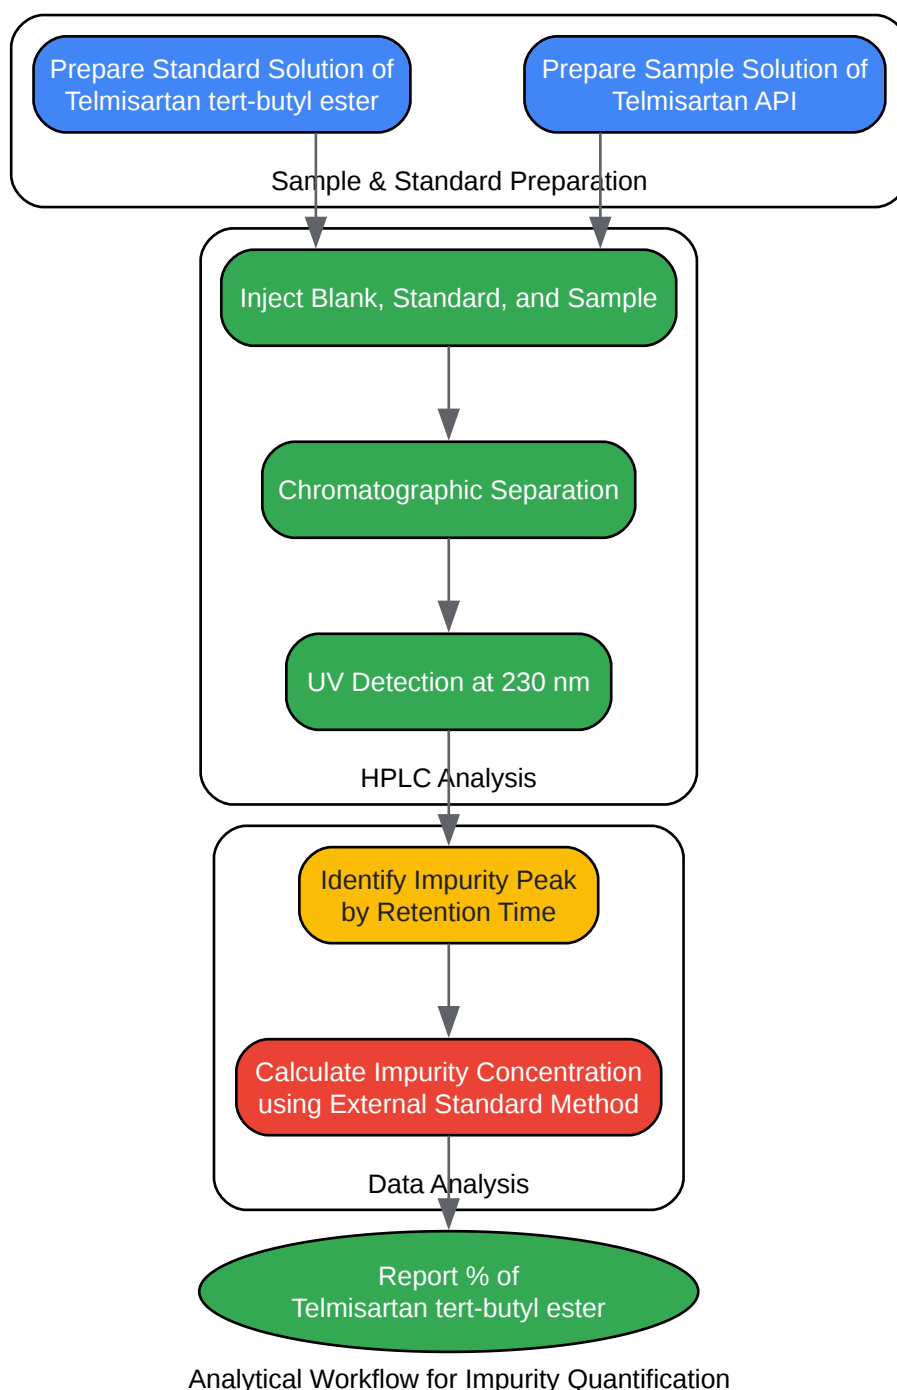 Prepare Standard Solution of
Telmisartan tert-butyl ester
Prepare Sample Solution of
Telmisartan API
Sample & Standard Preparation
Inject Blank, Standard, and Sample
Chromatographic Separation
UV Detection at 230 nm
HPLC Analysis
Identify Impurity Peak
by Retention Time
Calculate Impurity Concentration
using External Standard Method
Data Analysis
Report % of
Telmisartan tert-butyl ester
Analytical Workflow for Impurity Quantification